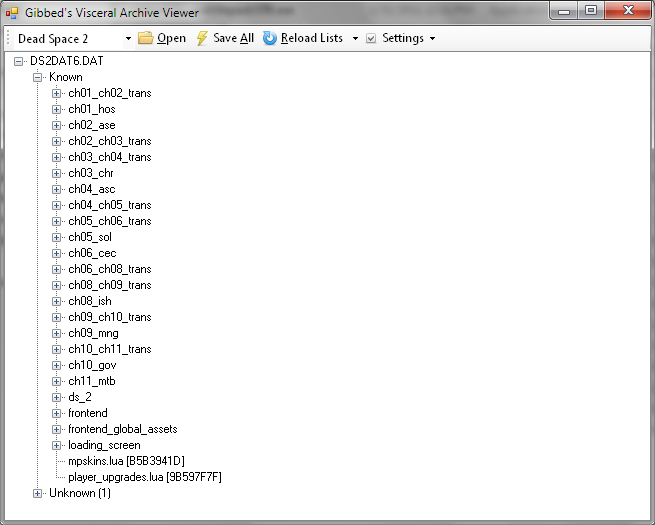 Gibbed's Visceral Archive Viewer
Dead Space 2 Open Save All Reload Lists Settings
DS2DAT6.DAT
Known
ch01_ch02_trans
ch01_hos
ch02_ase
ch02_ch03_trans
ch03_ch04_trans
ch03_chr
ch04_asc
ch04_ch05_trans
ch05_ch06_trans
ch05_sol
ch06_cec
ch06_ch08_trans
ch08_ch09_trans
ch08_ish
ch09_ch10_trans
ch09_mng
ch10_ch11_trans
ch10_gov
ch11_mtb
ds_2
frontend
frontend_global_assets
loading_screen
mpskins.lua [B5B3941D]
player_upgrades.lua [9B597F7F]
Unknown (1)